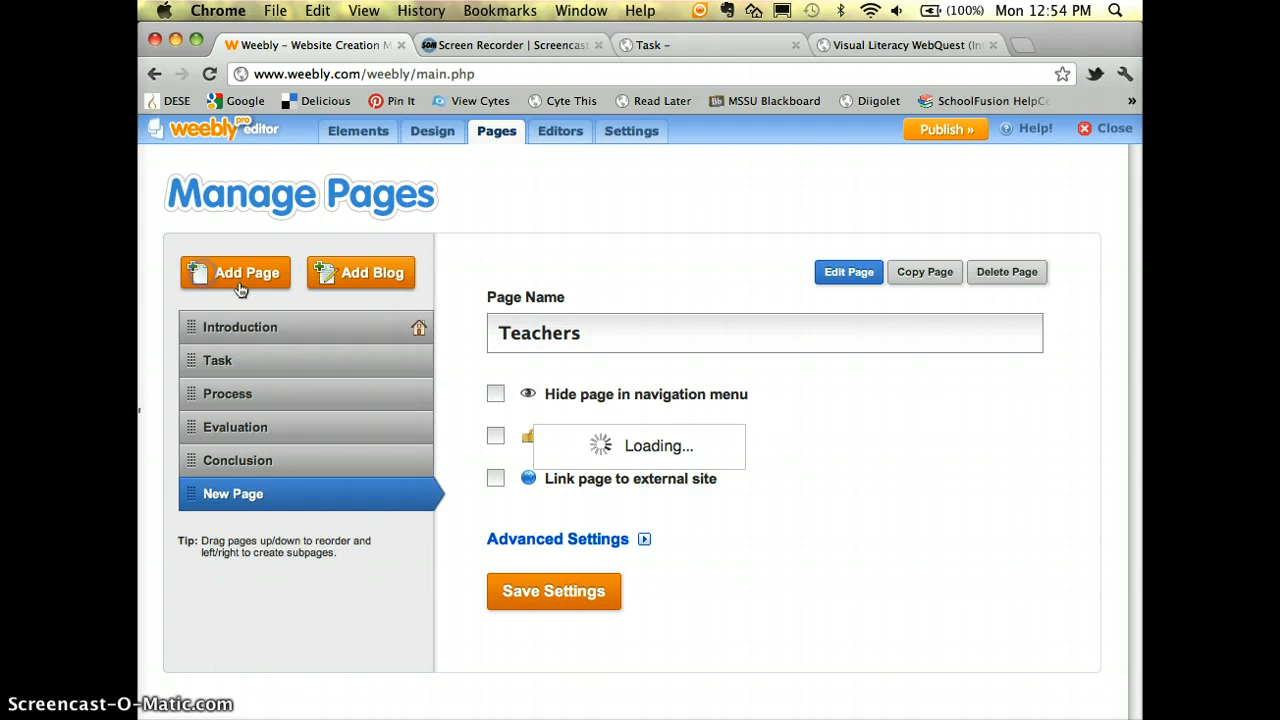 Chrome File Edit View History Bookmarks Window Help (100%) Mon 12:54 PM
Weebly - Website Creation M
Screen Recorder | Screencast
Task -
Visual Literacy WebQuest (In
www.weebly.com/weebly/main.php
DESE Google Delicious Pin It View Cytes Cyte This Read Later Bb MSSU Blackboard Diigolet SchoolFusion HelpCe »
weebly pro editor Elements Design Pages Editors Settings Publish » Help! Close
Manage Pages
Add Page Add Blog
Edit Page Copy Page Delete Page
Page Name
Teachers
Introduction
Task
Process
Evaluation
Conclusion
New Page
Tip: Drag pages up/down to reorder and
left/right to create subpages.
Hide page in navigation menu
Loading...
Link page to external site
Advanced Settings
Save Settings
Screencast-O-Matic.com